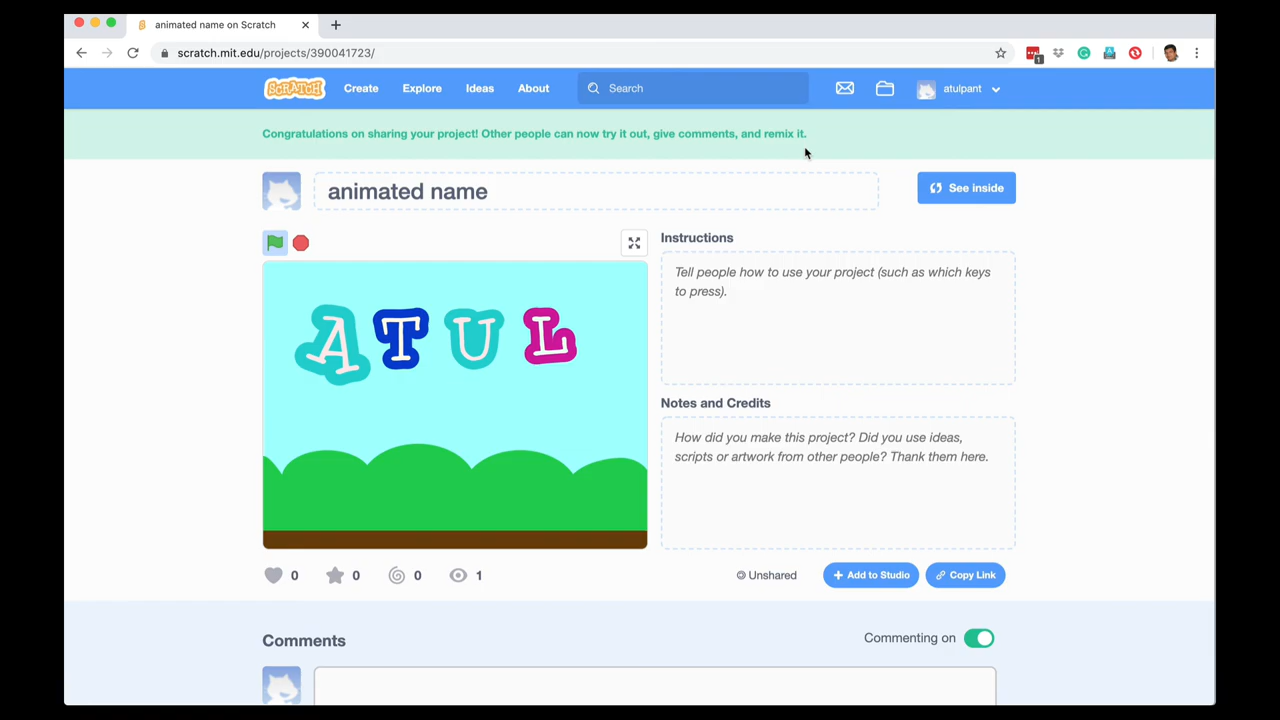 animated name on Scratch
scratch.mit.edu/projects/390041723/
1
SCRATCH
Create
Explore
Ideas
About
Search
atulpant
Congratulations on sharing your project! Other people can now try it out, give comments, and remix it.
animated name
See inside
Instructions
Tell people how to use your project (such as which keys
to press).
ATUL
Notes and Credits
How did you make this project? Did you use ideas,
scripts or artwork from other people? Thank them here.
0
0
0
1
Unshared
Add to Studio
Copy Link
Comments
Commenting on